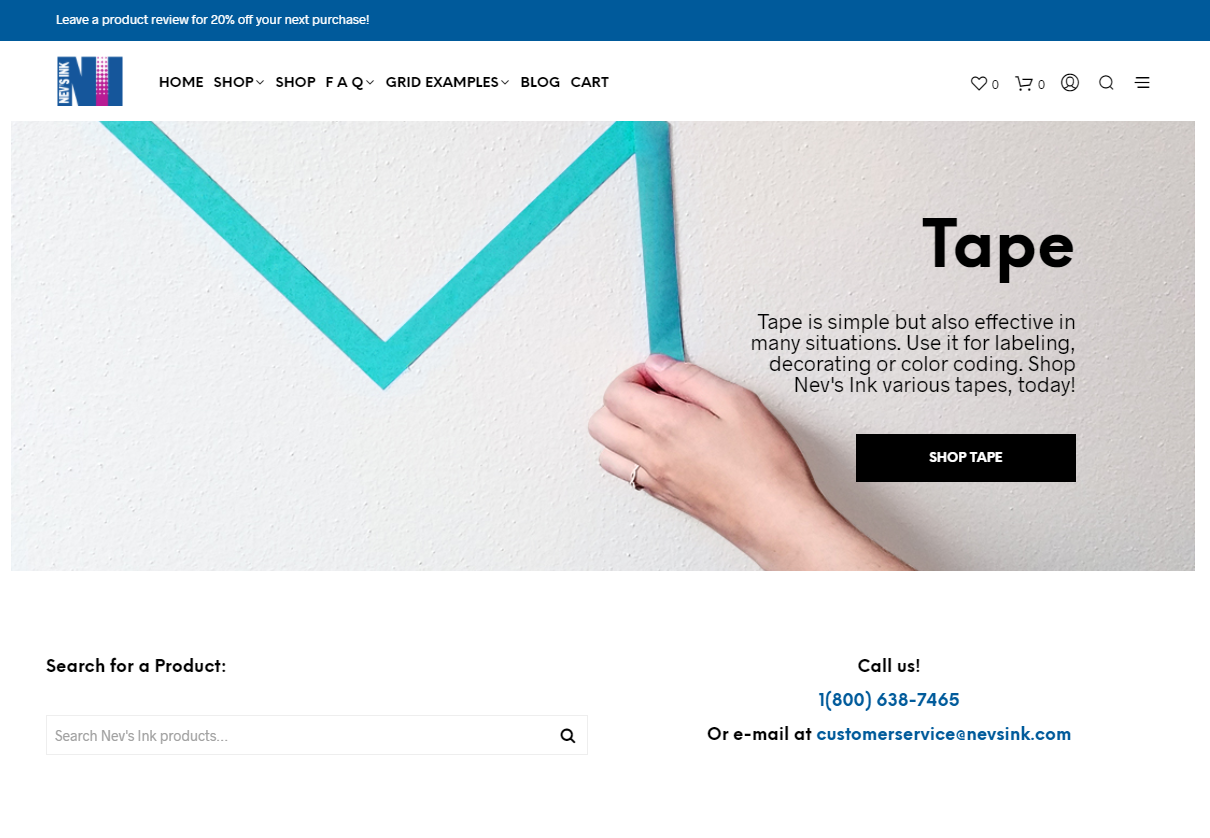 Leave a product review for 20% off your next purchase!
NEV'S INK
HOME SHOP SHOP F A Q GRID EXAMPLES BLOG CART
0 0
Tape
Tape is simple but also effective in
many situations. Use it for labeling,
decorating or color coding. Shop
Nev's Ink various tapes, today!
SHOP TAPE
Search for a Product:
Search Nev's Ink products...
Call us!
1(800) 638-7465
Or e-mail at customerservice@nevsink.com